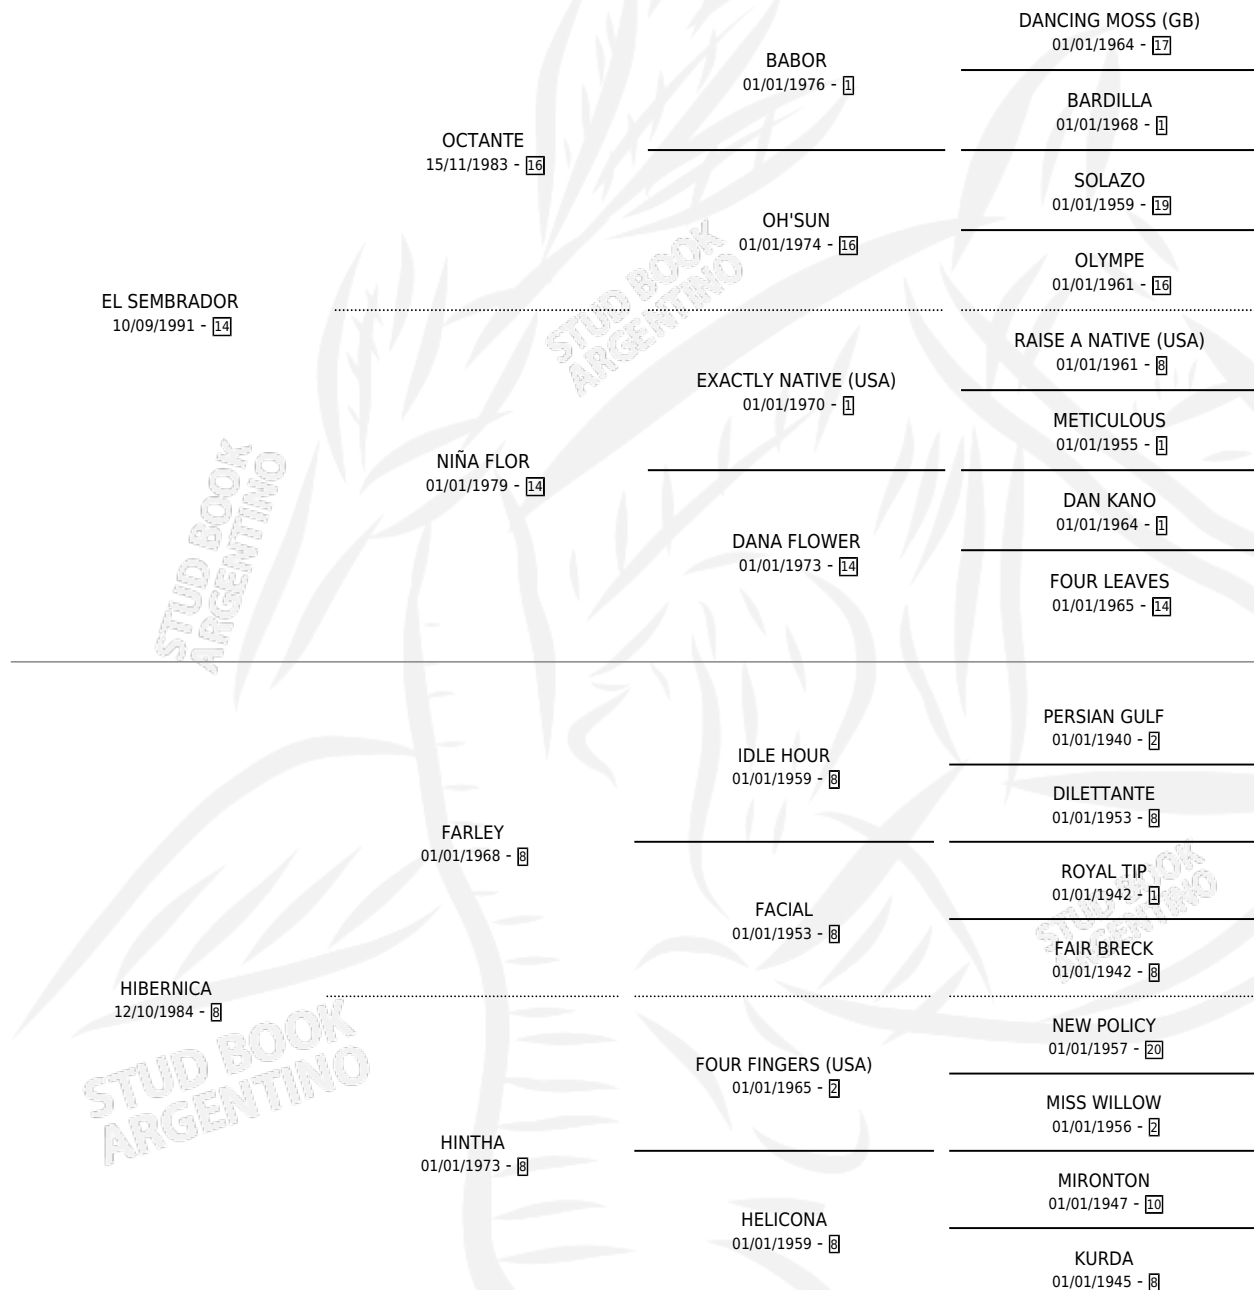 DANCING MOSS (GB)
01/01/1964 - 17
BABOR
01/01/1976 - 1
BARDILLA
01/01/1968 - 1
OCTANTE
15/11/1983 - 16
SOLAZO
01/01/1959 - 19
OH'SUN
01/01/1974 - 16
OLYMPE
01/01/1961 - 16
EL SEMBRADOR
10/09/1991 - 14
STUD BOOK
ARGENTINO
RAISE A NATIVE (USA)
01/01/1961 - 8
EXACTLY NATIVE (USA)
01/01/1970 - 1
METICULOUS
01/01/1955 - 1
NIÑA FLOR
01/01/1979 - 14
DAN KANO
01/01/1964 - 1
DANA FLOWER
01/01/1973 - 14
FOUR LEAVES
01/01/1965 - 14
STUD BOOK
ARGENTINO
PERSIAN GULF
01/01/1940 - 2
IDLE HOUR
01/01/1959 - 8
DILETTANTE
01/01/1953 - 8
FARLEY
01/01/1968 - 8
ROYAL TIP
01/01/1942 - 1
FACIAL
01/01/1953 - 8
FAIR BRECK
01/01/1942 - 8
STUD BOOK
ARGENTINO
HIBERNICA
12/10/1984 - 8
NEW POLICY
01/01/1957 - 20
FOUR FINGERS (USA)
01/01/1965 - 2
MISS WILLOW
01/01/1956 - 2
STUD BOOK
ARGENTINO
HINTHA
01/01/1973 - 8
MIRONTON
01/01/1947 - 10
HELICONA
01/01/1959 - 8
KURDA
01/01/1945 - 8